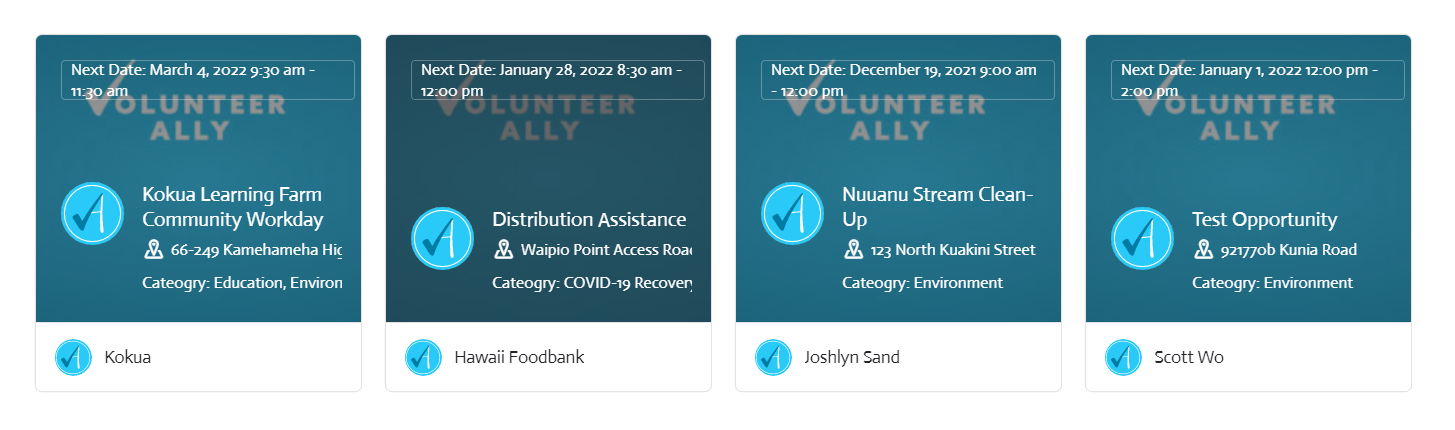 Next Date: March 4, 2022 9:30 am -
11:30 am
VOLUNTEER
ALLY
Kokua Learning Farm
Community Workday
66-249 Kamehameha Hig
Cateogry: Education, Environ
Kokua
Next Date: January 28, 2022 8:30 am -
12:00 pm
VOLUNTEER
ALLY
Distribution Assistance
Waipio Point Access Road
Cateogry: COVID-19 Recovery
Hawaii Foodbank
Next Date: December 19, 2021 9:00 am
- 12:00 pm
VOLUNTEER
ALLY
Nuuanu Stream Clean-
Up
123 North Kuakini Street
Cateogry: Environment
Joshlyn Sand
Next Date: January 1, 2022 12:00 pm -
2:00 pm
VOLUNTEER
ALLY
Test Opportunity
921770b Kunia Road
Cateogry: Environment
Scott Wo